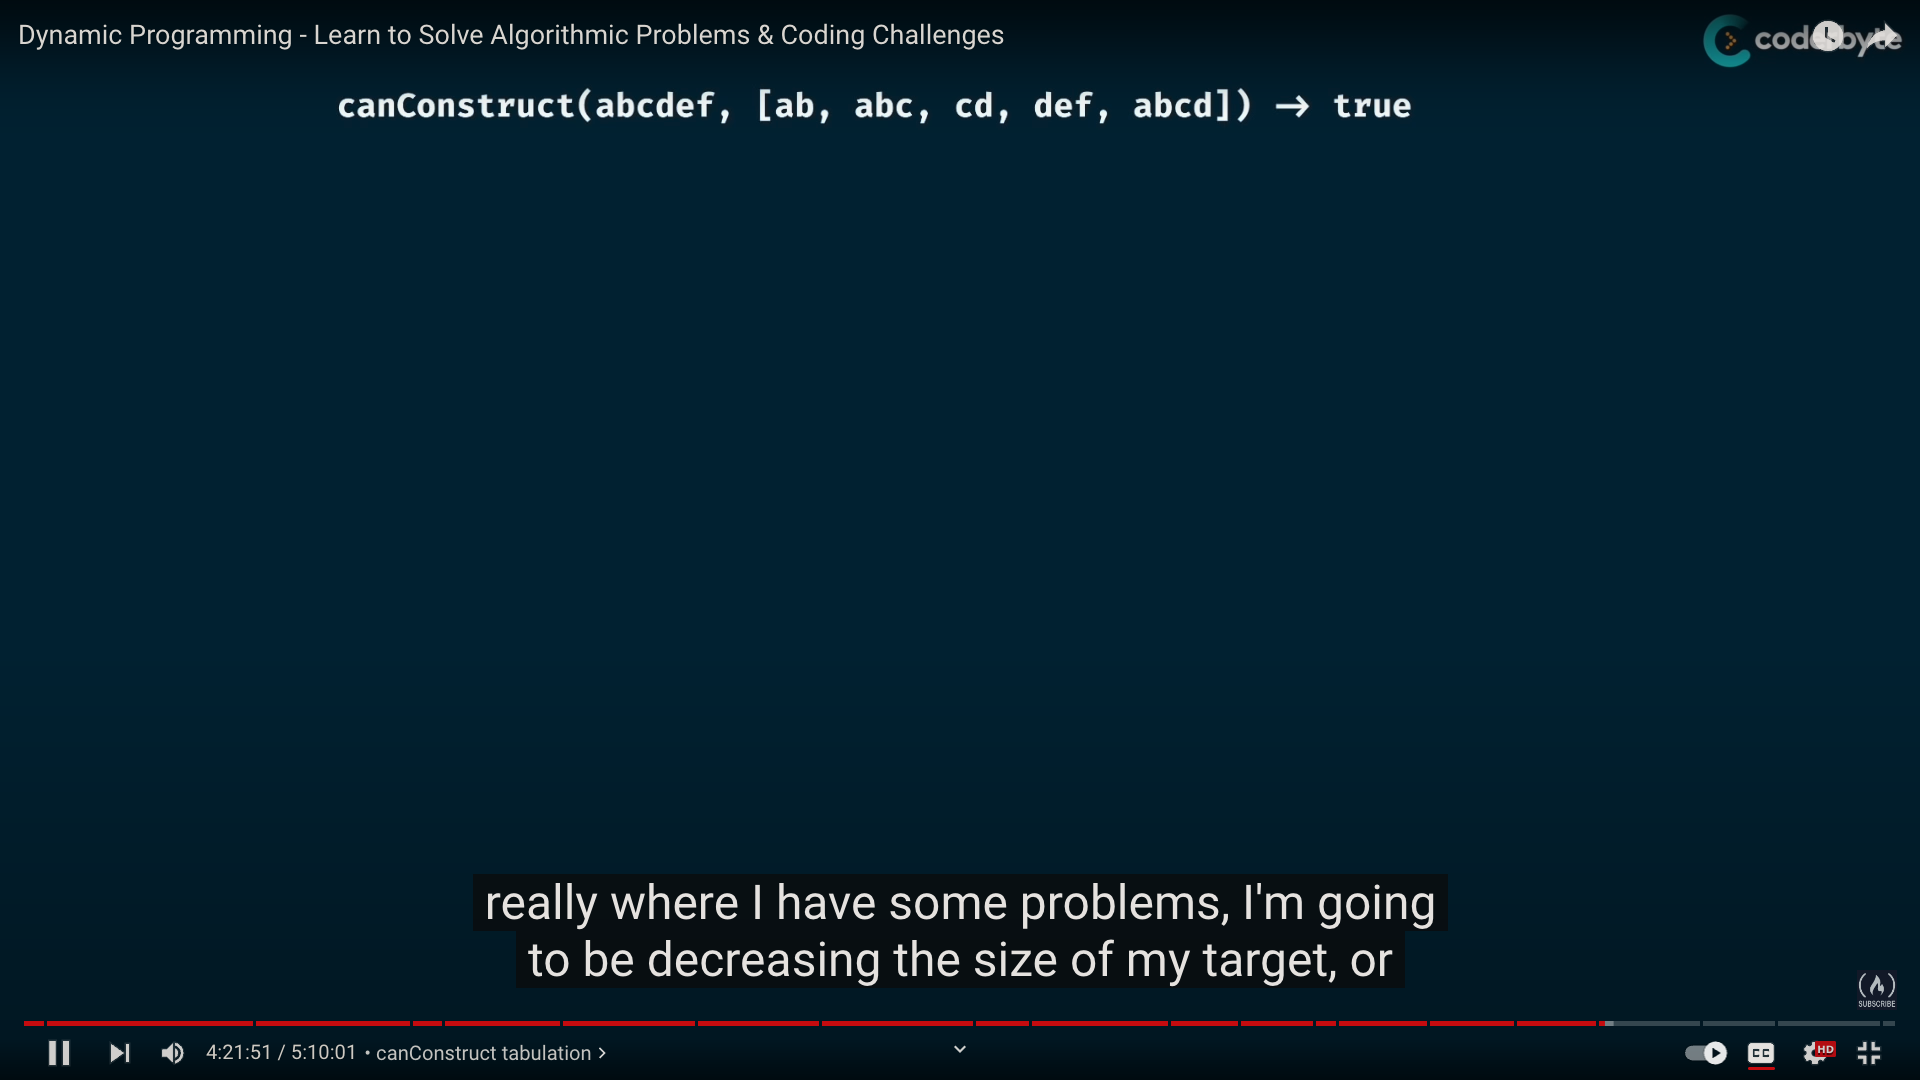 Dynamic Programming - Learn to Solve Algorithmic Problems & Coding Challenges
coderbyte
canConstruct(abcdef, [ab, abc, cd, def, abcd]) → true
really where I have some problems, I'm going
to be decreasing the size of my target, or
SUBSCRIBE
4:21:51 / 5:10:01 • canConstruct tabulation >
CC
HD